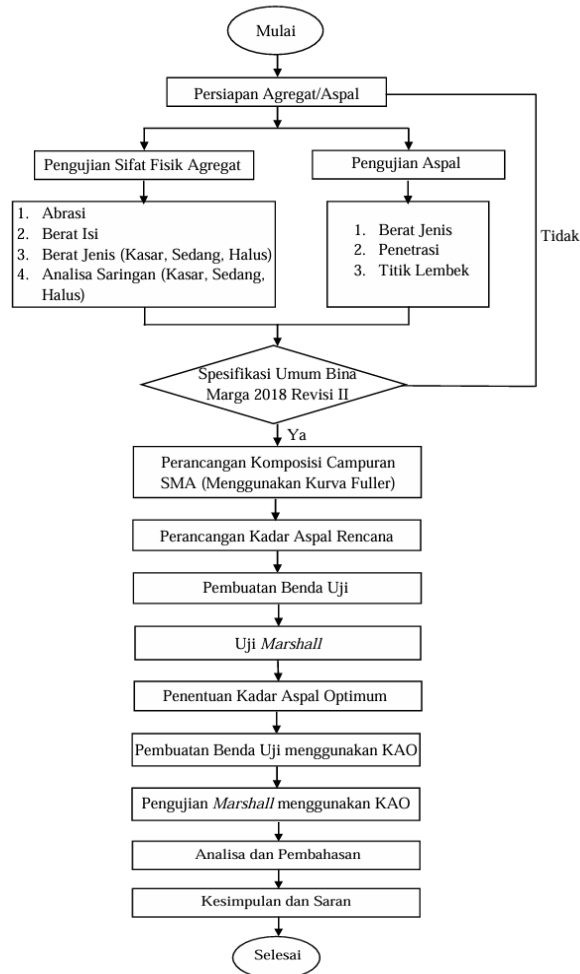 Mulai
Persiapan Agregat/Aspal
Pengujian Sifat Fisik Agregat
Pengujian Aspal
1. Abrasi
2. Berat Isi
3. Berat Jenis (Kasar, Sedang, Halus)
4. Analisa Saringan (Kasar, Sedang,
Halus)
1. Berat Jenis
2. Penetrasi
3. Titik Lembek
Tidak
Spesifikasi Umum Bina
Marga 2018 Revisi II
Ya
Perancangan Komposisi Campuran
SMA (Menggunakan Kurva Fuller)
Perancangan Kadar Aspal Rencana
Pembuatan Benda Uji
Uji Marshall
Penentuan Kadar Aspal Optimum
Pembuatan Benda Uji menggunakan KAO
Pengujian Marshall menggunakan KAO
Analisa dan Pembahasan
Kesimpulan dan Saran
Selesai